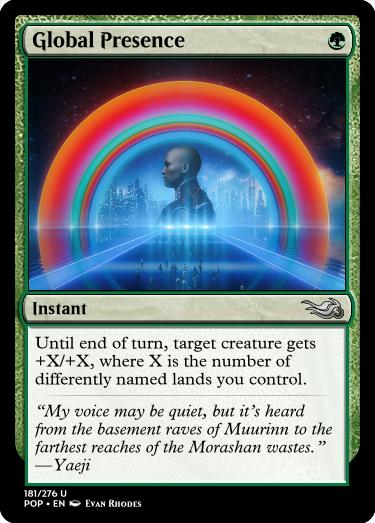 Global Presence
Instant
Until end of turn, target creature gets
+X/+X, where X is the number of
differently named lands you control.
“My voice may be quiet, but it’s heard
from the basement raves of Muurinn to the
farthest reaches of the Morashan wastes.”
—Yaeji
181/276 U
POP • EN Evan Rhodes